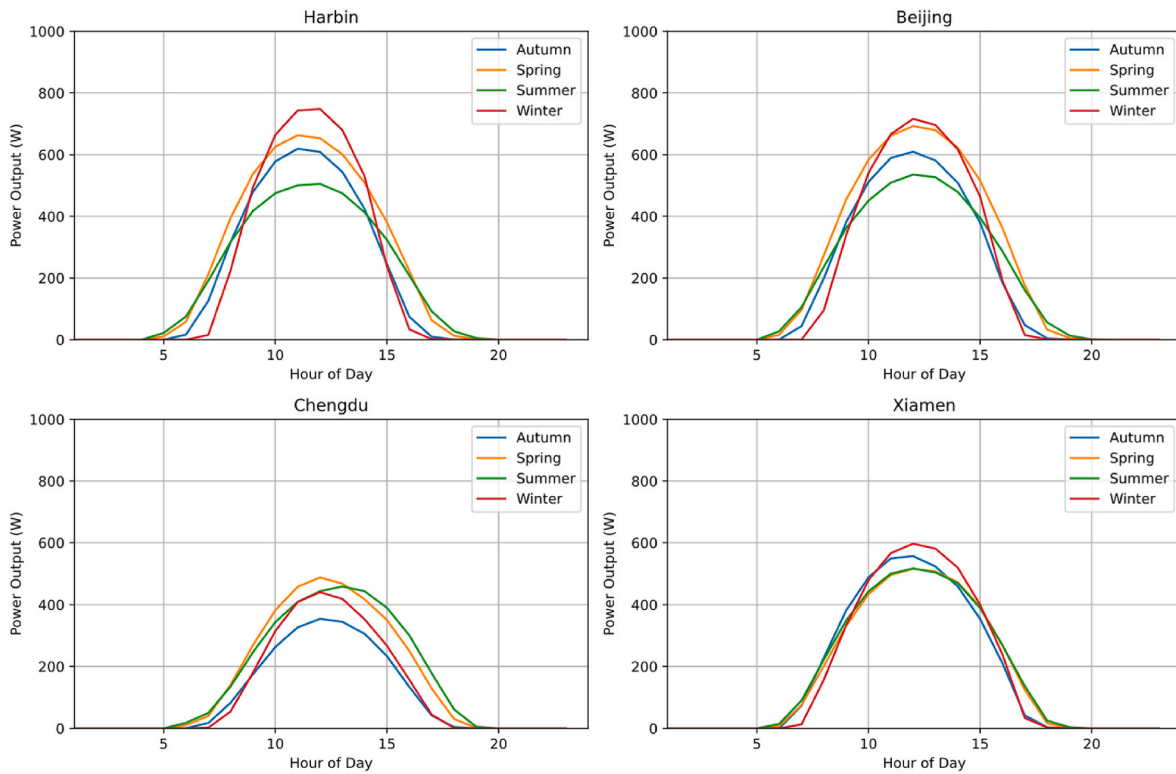 Harbin
1000
800
600
400
200
0
Power Output (W)
5
10
15
20
Hour of Day
Autumn
Spring
Summer
Winter
Beijing
1000
800
600
400
200
0
Power Output (W)
5
10
15
20
Hour of Day
Autumn
Spring
Summer
Winter
Chengdu
1000
800
600
400
200
0
Power Output (W)
5
10
15
20
Hour of Day
Autumn
Spring
Summer
Winter
Xiamen
1000
800
600
400
200
0
Power Output (W)
5
10
15
20
Hour of Day
Autumn
Spring
Summer
Winter